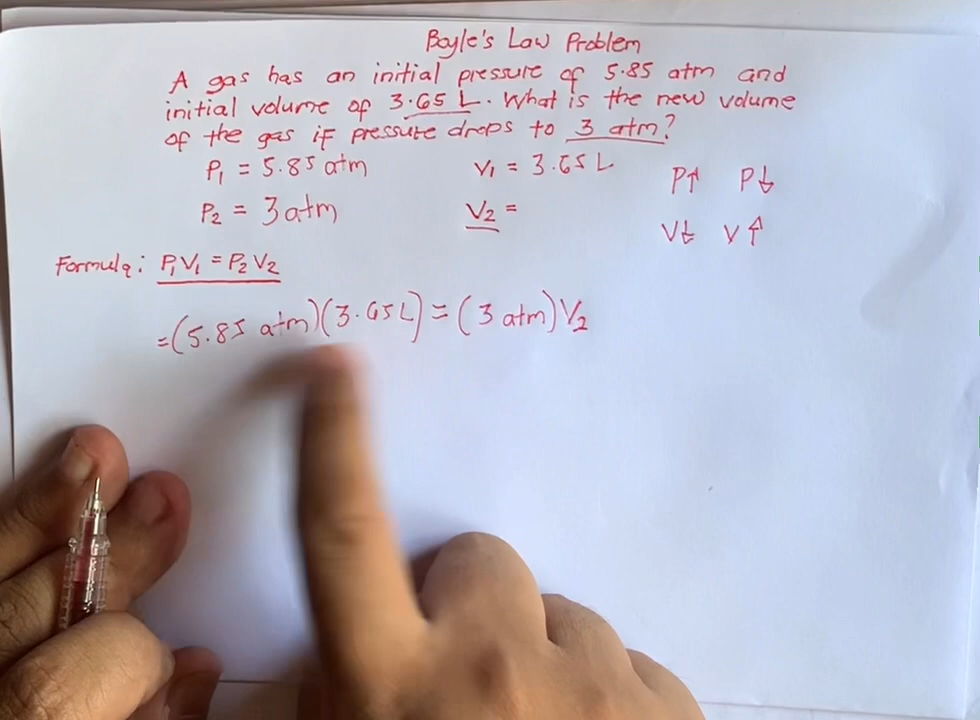 Boyle's Law Problem
A gas has an initial pressure of 5.85 atm and
initial volume of 3.65 L. What is the new volume
of the gas if pressure drops to 3 atm?
P₁ = 5.85 atm V₁ = 3.65 L P↑ P↓
P₂ = 3 atm V₂ = V↓ V↑
Formula: P₁V₁ = P₂V₂
=(5.85 atm)(3.65 L) = (3 atm)V₂